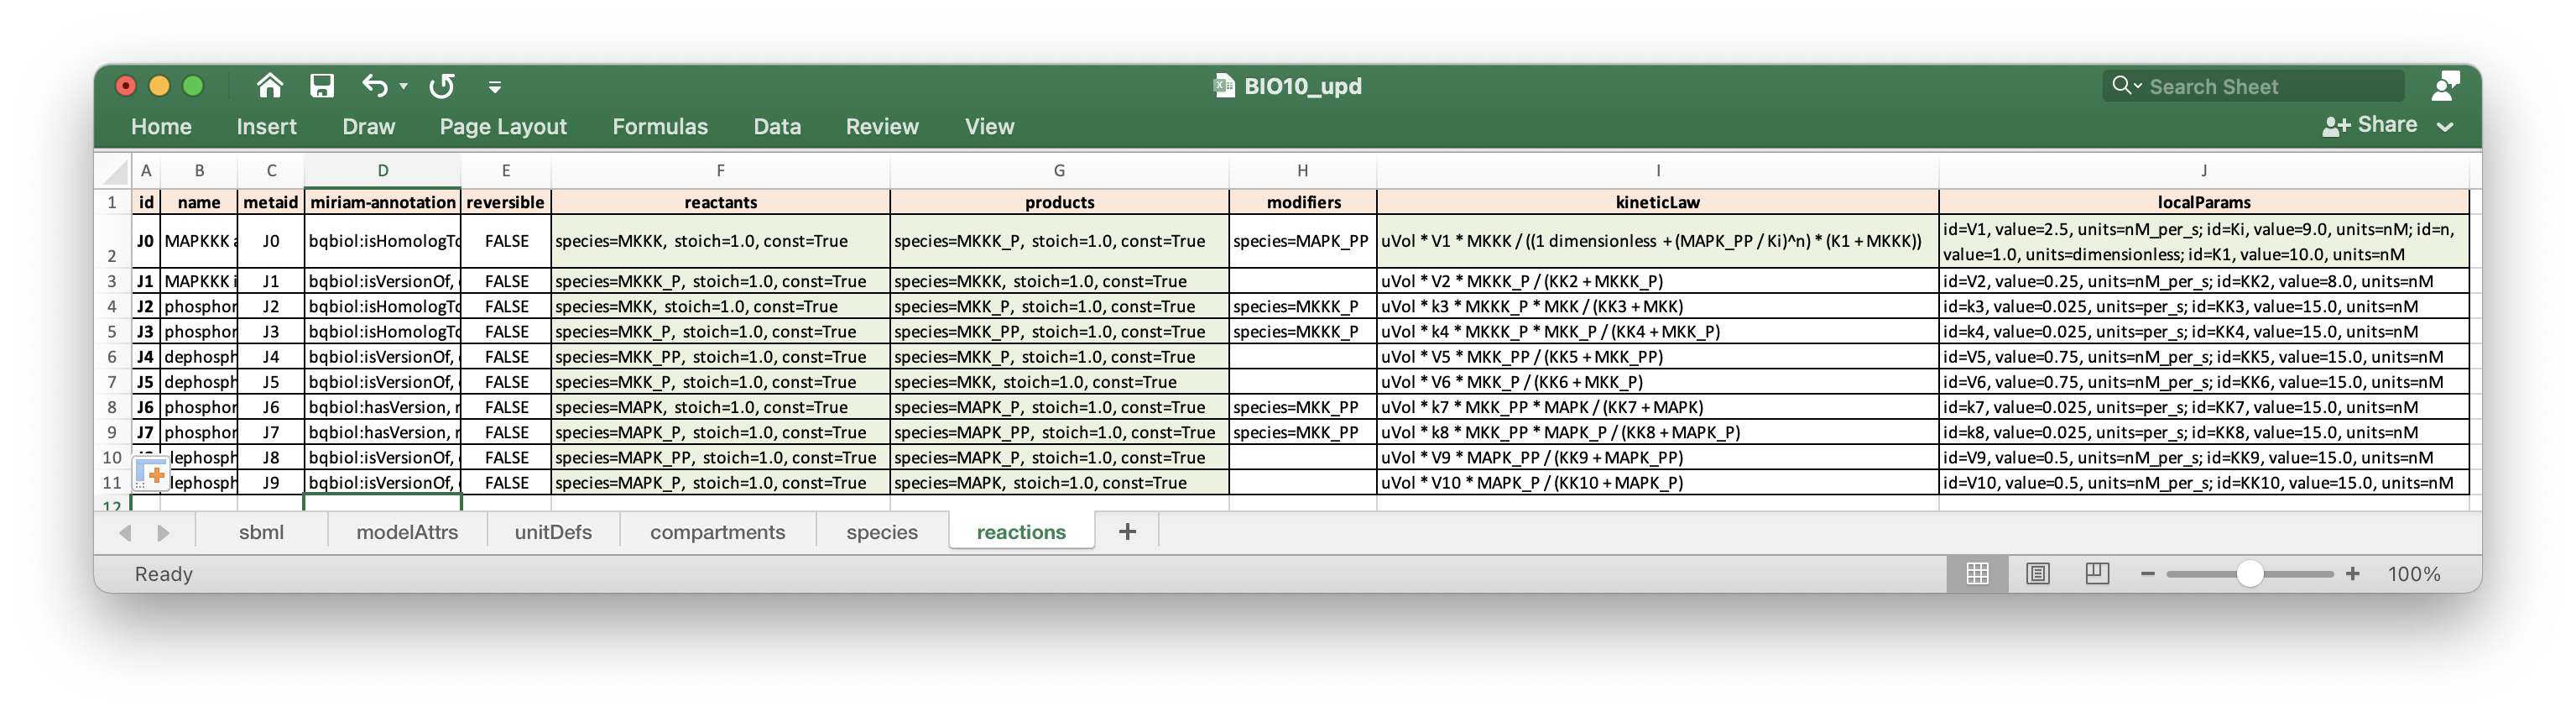 BIO10_upd
Search Sheet
Home Insert Draw Page Layout Formulas Data Review View Share
A B C D E F G H I J
1 id name metaid miriam-annotation reversible reactants products modifiers kineticLaw localParams
2 J0 MAPKKK J0 bqbiol:isHomologTo FALSE species=MKKK, stoich=1.0, const=True species=MKKK_P, stoich=1.0, const=True species=MAPK_PP uVol * V1 * MKKK / ((1 dimensionless + (MAPK_PP / Ki)^n) * (K1 + MKKK)) id=V1, value=2.5, units=nM_per_s; id=Ki, value=9.0, units=nM; id=n,
value=1.0, units=dimensionless; id=K1, value=10.0, units=nM
3 J1 MAPKKK i J1 bqbiol:isVersionOf, FALSE species=MKKK_P, stoich=1.0, const=True species=MKKK, stoich=1.0, const=True uVol * V2 * MKKK_P / (KK2 + MKKK_P) id=V2, value=0.25, units=nM_per_s; id=KK2, value=8.0, units=nM
4 J2 phosphor J2 bqbiol:isHomologTo FALSE species=MKK, stoich=1.0, const=True species=MKK_P, stoich=1.0, const=True species=MKKK_P uVol * k3 * MKKK_P * MKK / (KK3 + MKK) id=k3, value=0.025, units=per_s; id=KK3, value=15.0, units=nM
5 J3 phosphor J3 bqbiol:isHomologTo FALSE species=MKK_P, stoich=1.0, const=True species=MKK_PP, stoich=1.0, const=True species=MKKK_P uVol * k4 * MKKK_P * MKK_P / (KK4 + MKK_P) id=k4, value=0.025, units=per_s; id=KK4, value=15.0, units=nM
6 J4 dephosph J4 bqbiol:isVersionOf, FALSE species=MKK_PP, stoich=1.0, const=True species=MKK_P, stoich=1.0, const=True uVol * V5 * MKK_PP / (KK5 + MKK_PP) id=V5, value=0.75, units=nM_per_s; id=KK5, value=15.0, units=nM
7 J5 dephosph J5 bqbiol:isVersionOf, FALSE species=MKK_P, stoich=1.0, const=True species=MKK, stoich=1.0, const=True uVol * V6 * MKK_P / (KK6 + MKK_P) id=V6, value=0.75, units=nM_per_s; id=KK6, value=15.0, units=nM
8 J6 phosphor J6 bqbiol:hasVersion, FALSE species=MAPK, stoich=1.0, const=True species=MAPK_P, stoich=1.0, const=True species=MKK_PP uVol * k7 * MKK_PP * MAPK / (KK7 + MAPK) id=k7, value=0.025, units=per_s; id=KK7, value=15.0, units=nM
9 J7 phosphor J7 bqbiol:hasVersion, FALSE species=MAPK_P, stoich=1.0, const=True species=MAPK_PP, stoich=1.0, const=True species=MKK_PP uVol * k8 * MKK_PP * MAPK_P / (KK8 + MAPK_P) id=k8, value=0.025, units=per_s; id=KK8, value=15.0, units=nM
10 dephosph J8 bqbiol:isVersionOf, FALSE species=MAPK_PP, stoich=1.0, const=True species=MAPK_P, stoich=1.0, const=True uVol * V9 * MAPK_PP / (KK9 + MAPK_PP) id=V9, value=0.5, units=nM_per_s; id=KK9, value=15.0, units=nM
11 dephosph J9 bqbiol:isVersionOf, FALSE species=MAPK_P, stoich=1.0, const=True species=MAPK, stoich=1.0, const=True uVol * V10 * MAPK_P / (KK10 + MAPK_P) id=V10, value=0.5, units=nM_per_s; id=KK10, value=15.0, units=nM
12
sbml modelAttrs unitDefs compartments species reactions
Ready 100%